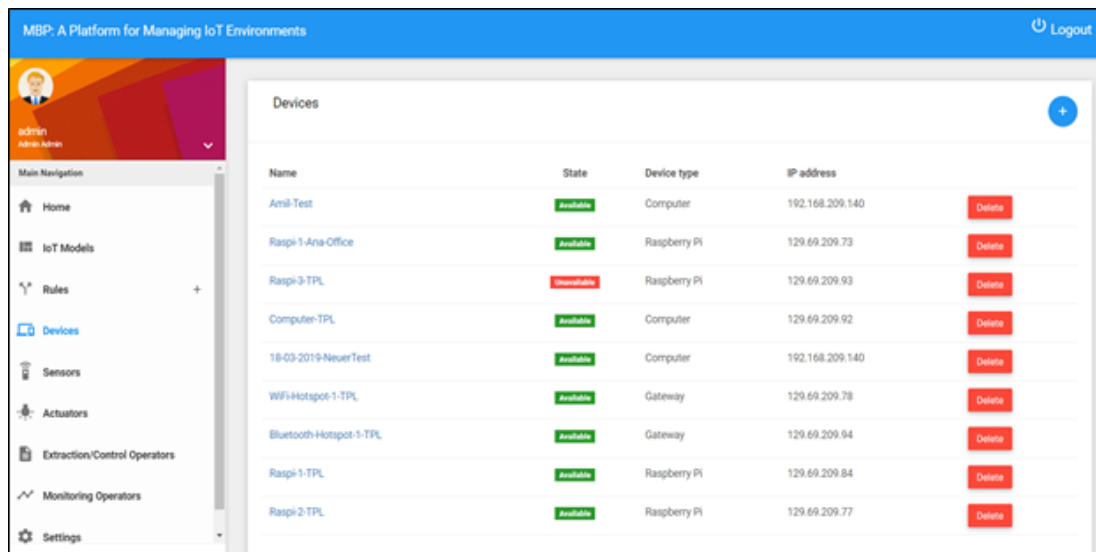 MBP: A Platform for Managing IoT Environments
Logout
admin
Admin Admin
Main Navigation
Home
IoT Models
Rules +
Devices
Sensors
Actuators
Extraction/Control Operators
Monitoring Operators
Settings
Devices
+
Name State Device type IP address
Amil-Test Available Computer 192.168.209.140 Delete
Raspi-1-Ana-Office Available Raspberry Pi 129.69.209.73 Delete
Raspi-3-TPL Unavailable Raspberry Pi 129.69.209.93 Delete
Computer-TPL Available Computer 129.69.209.92 Delete
18-03-2019-NeuerTest Available Computer 192.168.209.140 Delete
WiFi-Hotspot-1-TPL Available Gateway 129.69.209.78 Delete
Bluetooth-Hotspot-1-TPL Available Gateway 129.69.209.94 Delete
Raspi-1-TPL Available Raspberry Pi 129.69.209.84 Delete
Raspi-2-TPL Available Raspberry Pi 129.69.209.77 Delete